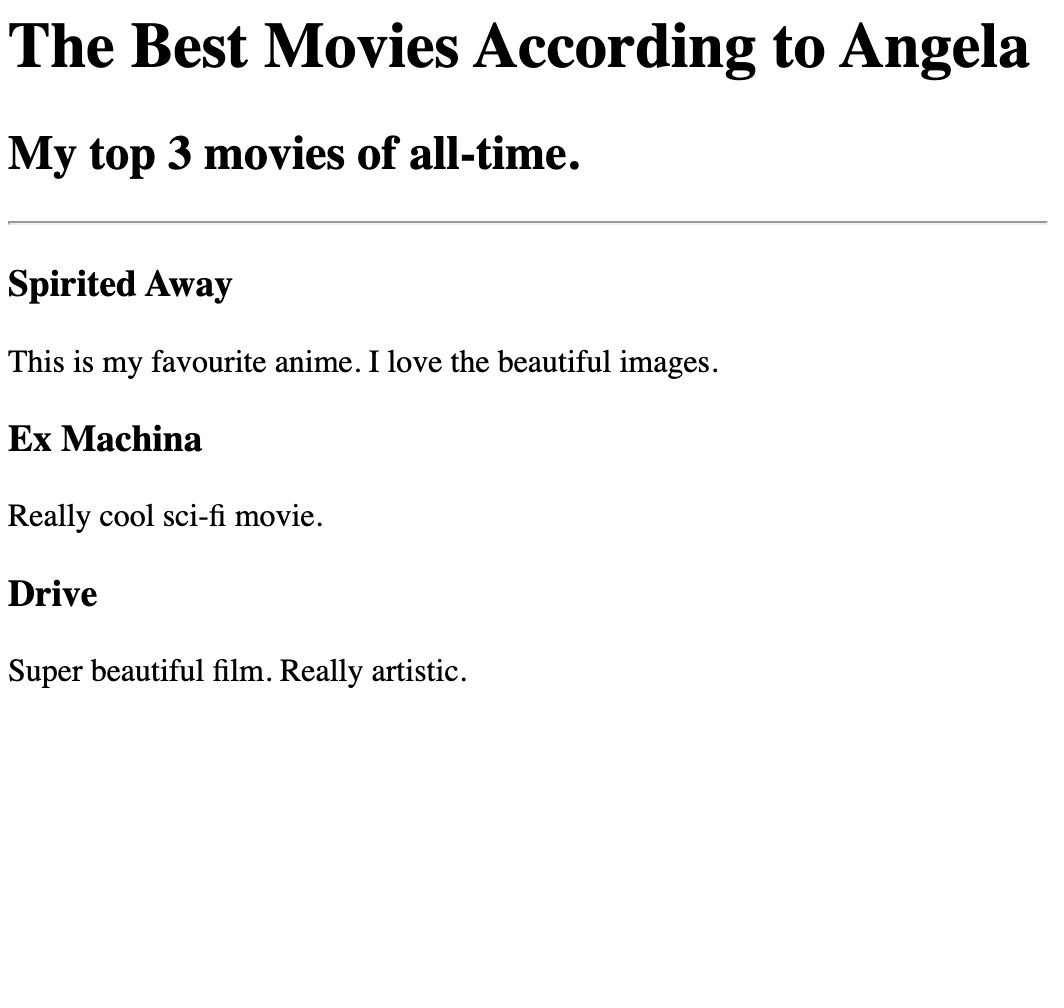 The Best Movies According to Angela
My top 3 movies of all-time.
Spirited Away
This is my favourite anime. I love the beautiful images.
Ex Machina
Really cool sci-fi movie.
Drive
Super beautiful film. Really artistic.